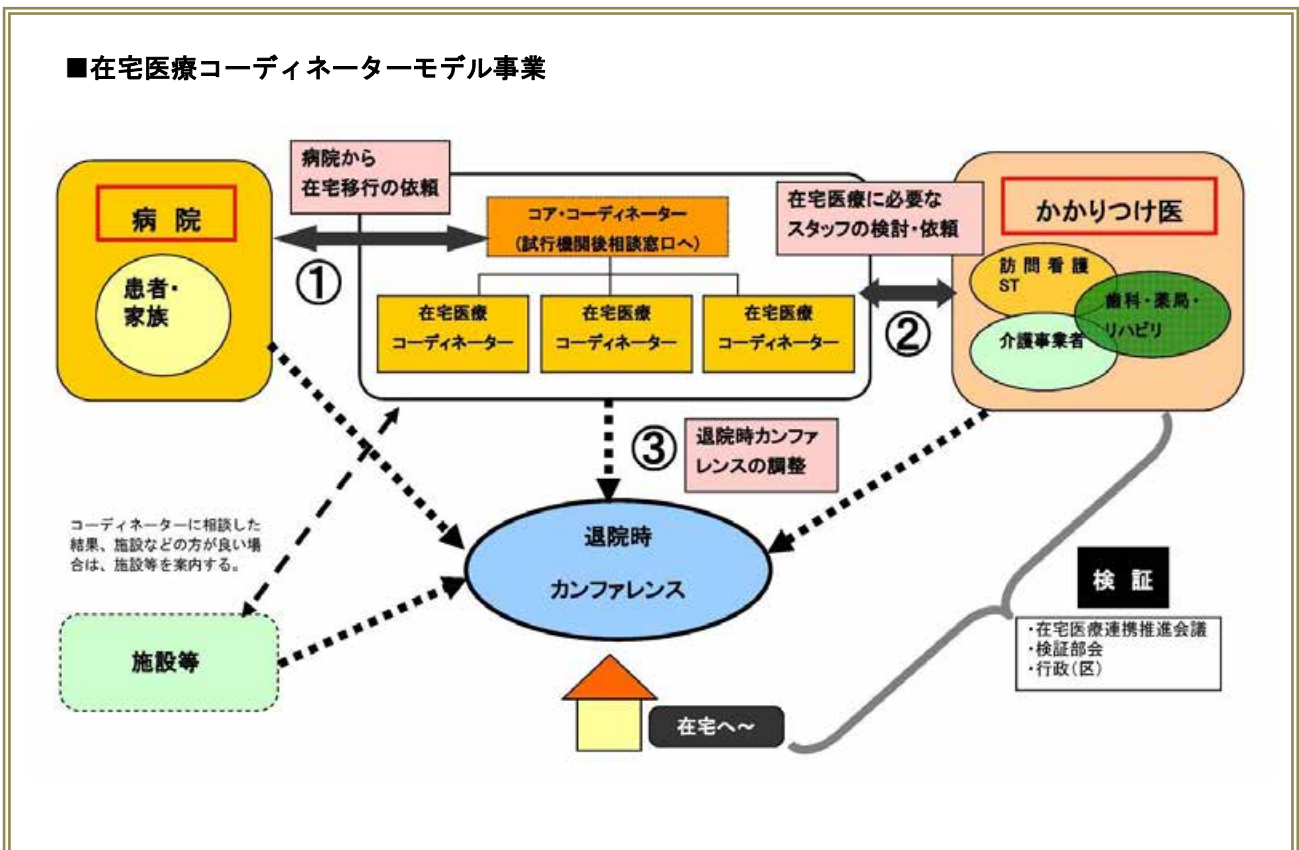 ■在宅医療コーディネーターモデル事業
病院から
在宅移行の依頼
病 院
患者・
家族
①
コア・コーディネーター
(試行機関後相談窓口へ)
在宅医療
コーディネーター
在宅医療
コーディネーター
在宅医療
コーディネーター
在宅医療に必要な
スタッフの検討・依頼
②
かかりつけ医
訪 問 看 護
ST
歯科・薬局・
リハビリ
介護事業者
③
退院時カンファ
レンスの調整
コーディネーターに相談した
結果、施設などの方が良い場
合は、施設等を案内する。
退院時
カンファレンス
施設等
在宅へ～
検 証
・在宅医療連携推進会議
・検証部会
・行政(区)